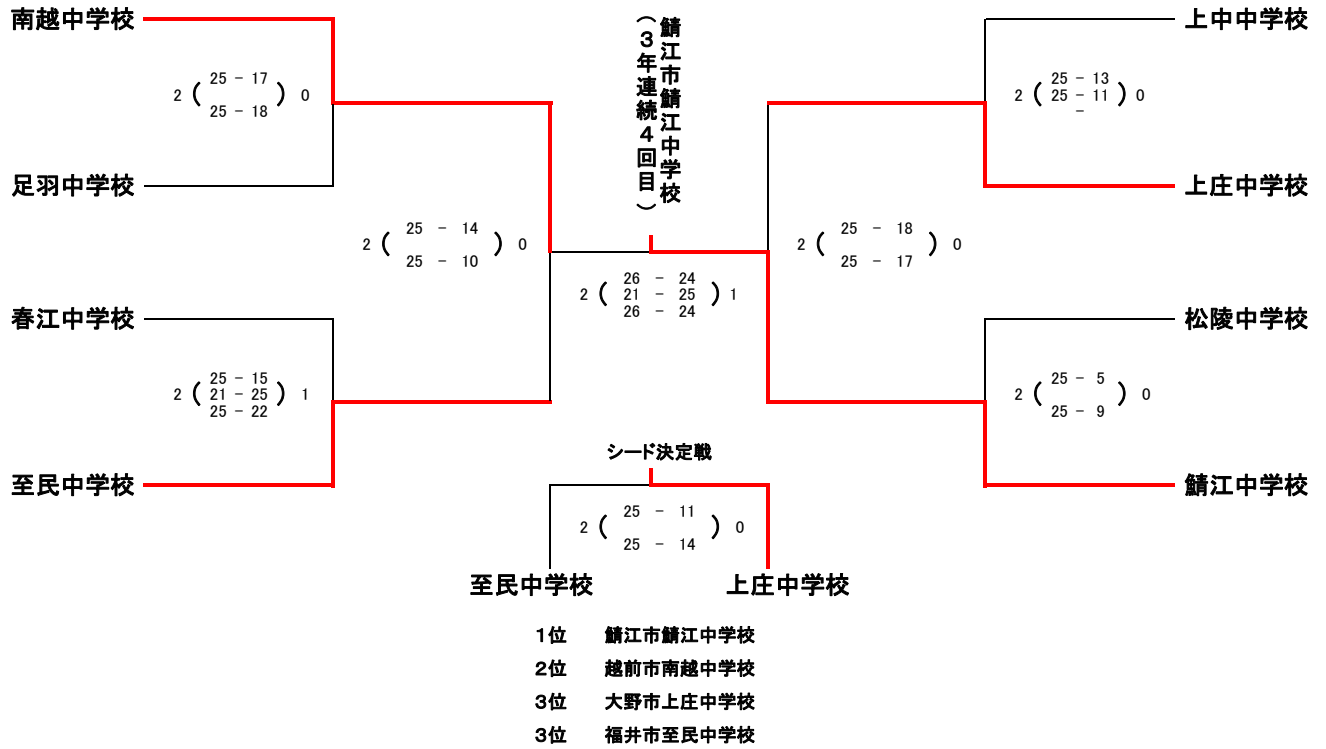 南越中学校
2 ( 25 - 17 ) 0
25 - 18
足羽中学校
2 ( 25 - 14 ) 0
25 - 10
春江中学校
2 ( 25 - 15 ) 1
21 - 25
25 - 22
至民中学校
鯖江市鯖江中学校
（３年連続４回目）
2 ( 26 - 24 ) 1
21 - 25
26 - 24
上中中学校
2 ( 25 - 13 ) 0
25 - 11
-
上庄中学校
2 ( 25 - 18 ) 0
25 - 17
松陵中学校
2 ( 25 - 5 ) 0
25 - 9
鯖江中学校
シード決定戦
2 ( 25 - 11 ) 0
25 - 14
至民中学校 上庄中学校
１位 鯖江市鯖江中学校
２位 越前市南越中学校
３位 大野市上庄中学校
３位 福井市至民中学校